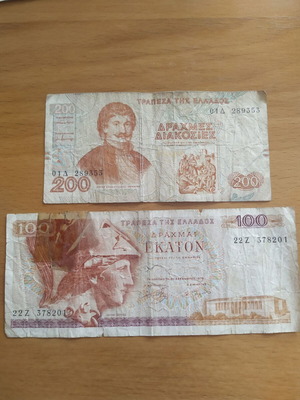 200
ΤΡΑΠΕΖΑ ΤΗΣ ΕΛΛΑΔΟΣ
01Δ 289353
ΔΡΑΧΜΕΣ
ΔΙΑΚΟΣΙΕΣ
01Δ 289353
200
200
100
ΤΡΑΠΕΖΑ ΤΗΣ ΕΛΛΑΔΟΣ
100
ΔΡΑΧΜΑΙ
ΕΚΑΤΟΝ
22Ζ 378201
22Ζ 378201